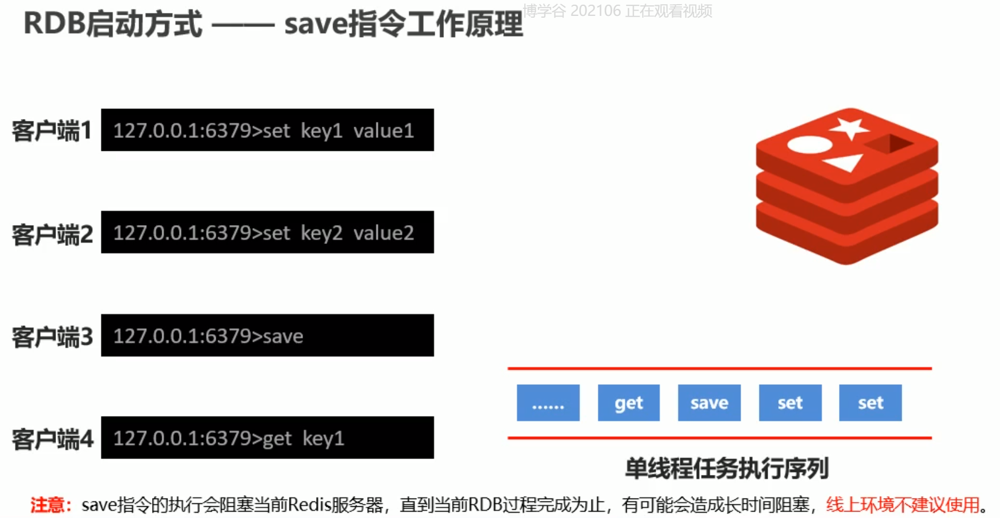 博学谷 202106 正在观看视频
RDB启动方式 —— save指令工作原理
客户端1
127.0.0.1:6379>set key1 value1
客户端2
127.0.0.1:6379>set key2 value2
客户端3
127.0.0.1:6379>save
客户端4
127.0.0.1:6379>get key1
...... get save set set
单线程任务执行序列
注意：save指令的执行会阻塞当前Redis服务器，直到当前RDB过程完成为止，有可能会造成长时间阻塞，线上环境不建议使用。